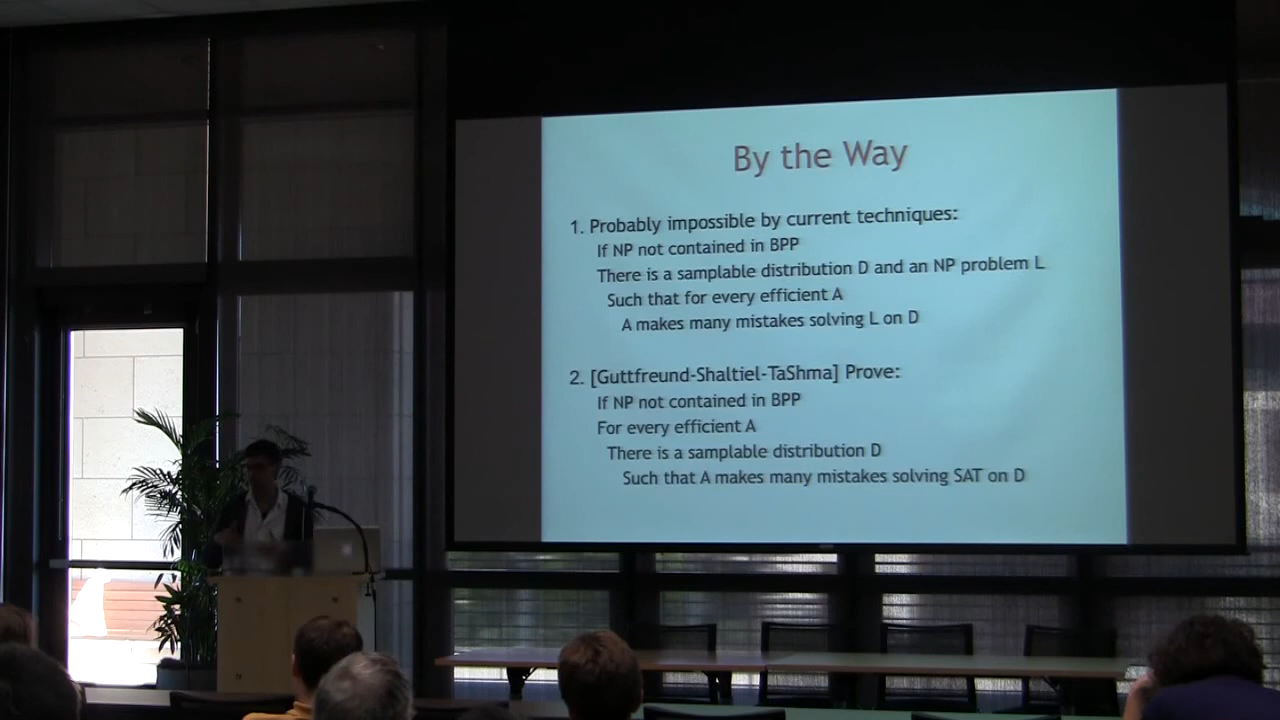 By the Way
1. Probably impossible by current techniques:
If NP not contained in BPP
There is a samplable distribution D and an NP problem L
Such that for every efficient A
A makes many mistakes solving L on D
2. [Guttfreund-Shaltiel-TaShma] Prove:
If NP not contained in BPP
For every efficient A
There is a samplable distribution D
Such that A makes many mistakes solving SAT on D